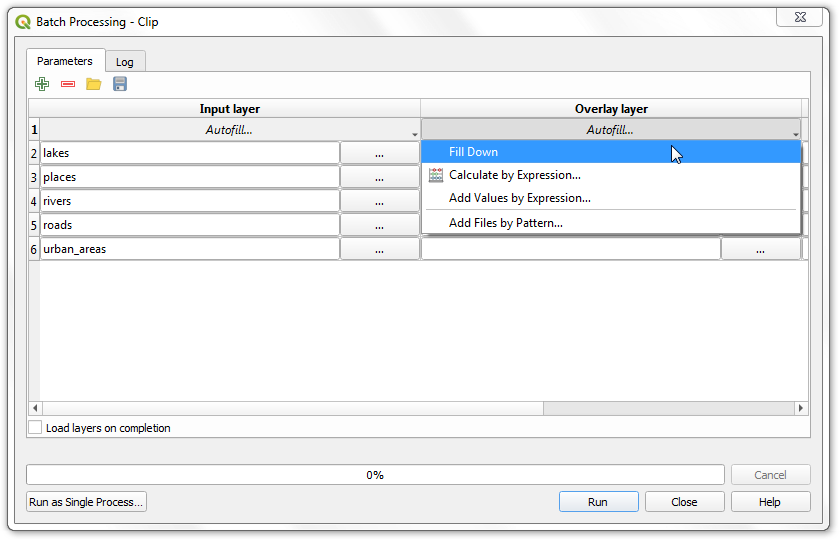 Batch Processing - Clip
Parameters
Log
Input layer
Overlay layer
1
Autofill...
Autofill...
2
lakes
...
Fill Down
3
places
...
Calculate by Expression...
4
rivers
...
Add Values by Expression...
5
roads
...
Add Files by Pattern...
6
urban_areas
...
...
Load layers on completion
0%
Cancel
Run as Single Process...
Run
Close
Help